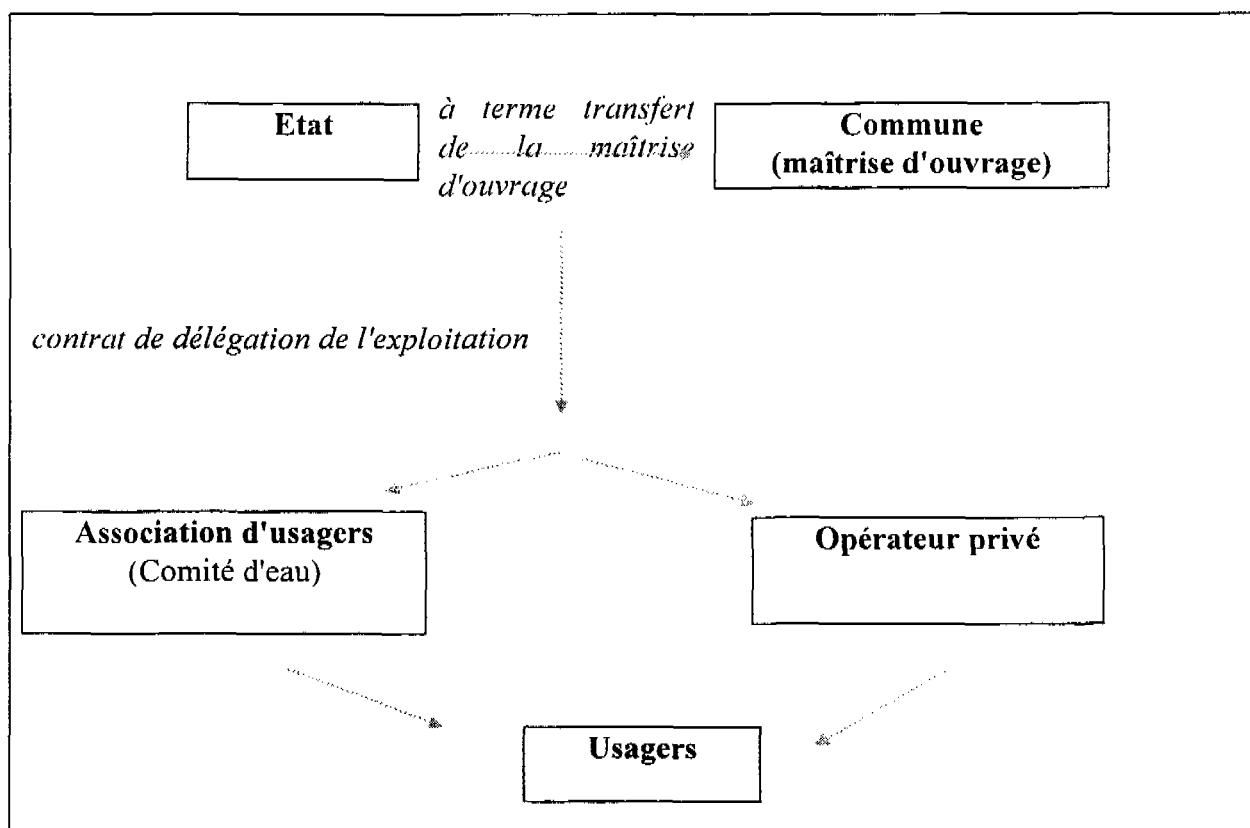 Etat
à terme transfert
de la maîtrise
d'ouvrage
Commune
(maîtrise d'ouvrage)
contrat de délégation de l'exploitation
Association d'usagers
(Comité d'eau)
Opérateur privé
Usagers